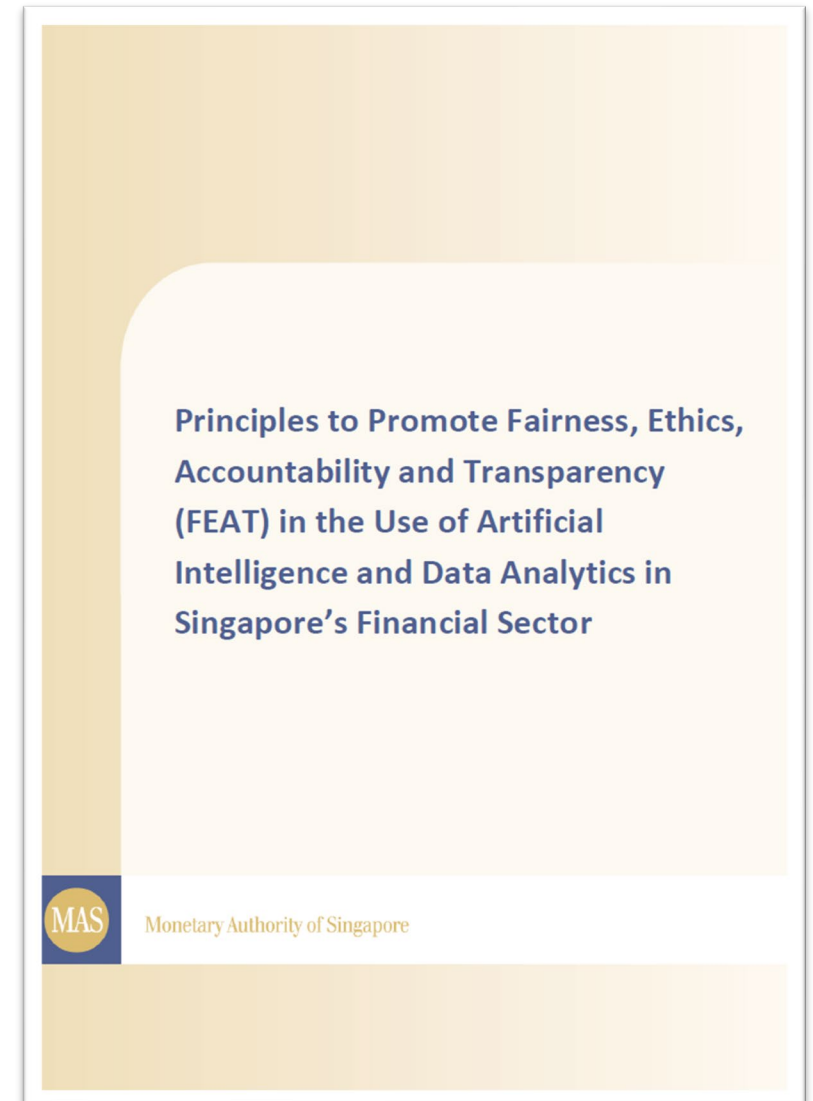 Principles to Promote Fairness, Ethics,
Accountability and Transparency
(FEAT) in the Use of Artificial
Intelligence and Data Analytics in
Singapore’s Financial Sector
MAS
Monetary Authority of Singapore